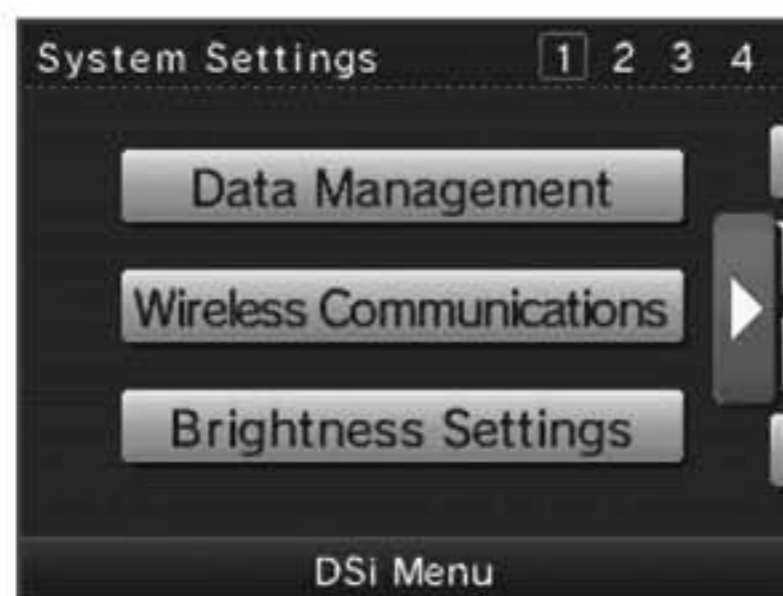 System Settings 1 2 3 4
Data Management
Wireless Communications
Brightness Settings
DSi Menu